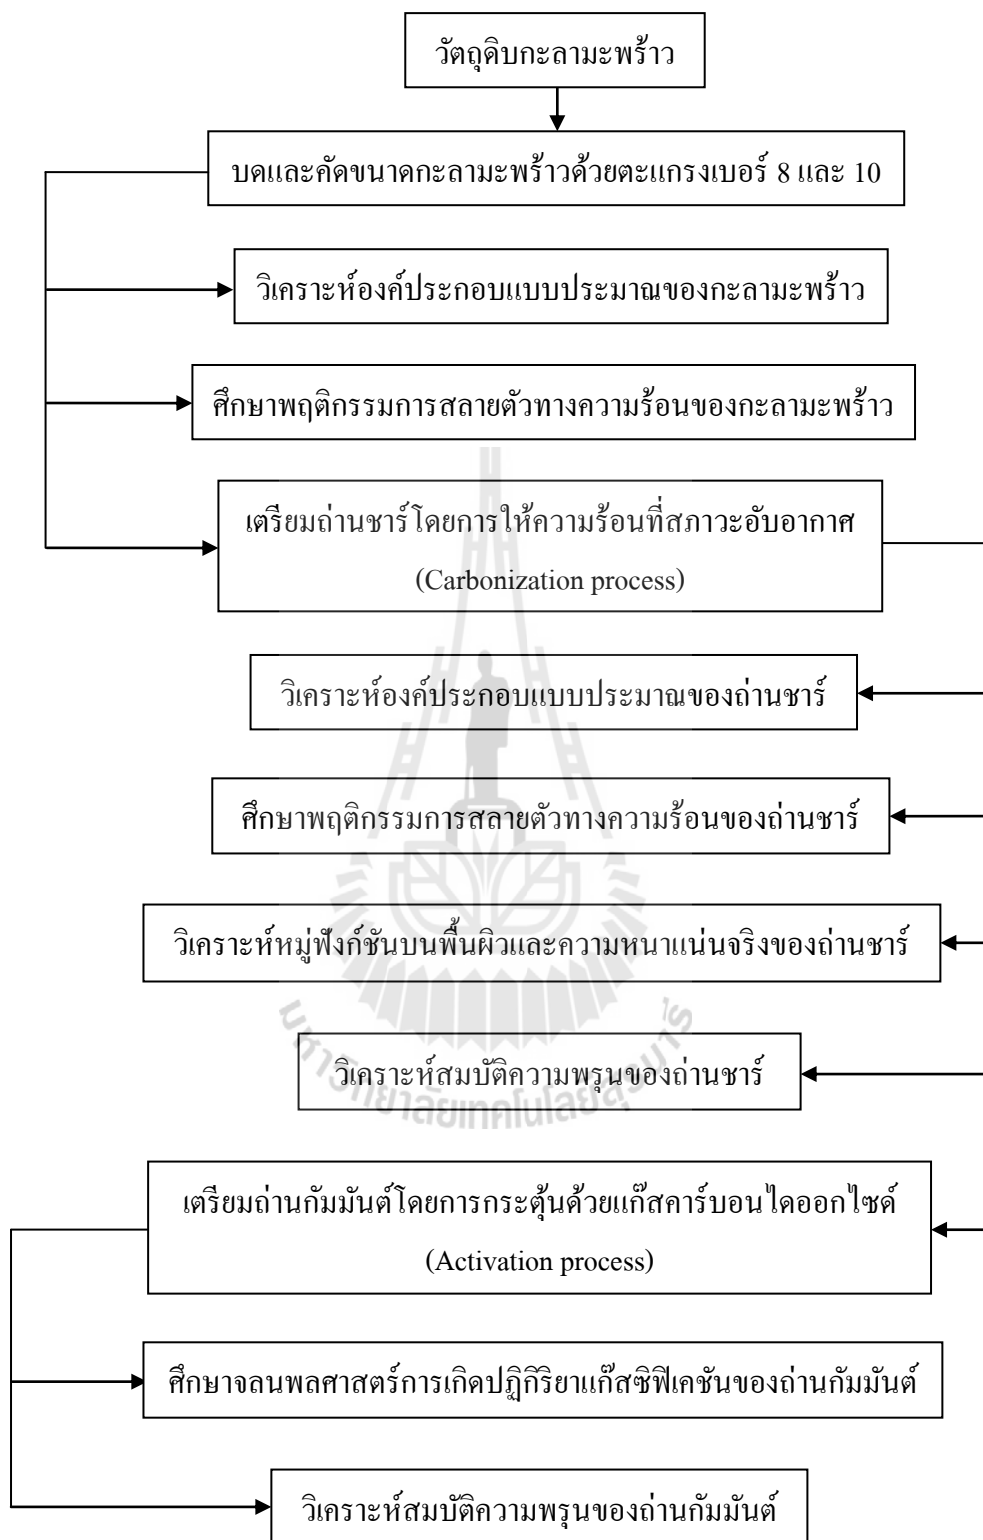 วัตถุดิบกะลามะพร้าว
บดและคัดขนาดกะลามะพร้าวด้วยตะแกรงเบอร์ 8 และ 10
วิเคราะห์องค์ประกอบแบบประมาณของกะลามะพร้าว
ศึกษาพฤติกรรมการสลายตัวทางความร้อนของกะลามะพร้าว
เตรียมถ่านชาร์โดยการให้ความร้อนที่สภาวะอับอากาศ
(Carbonization process)
วิเคราะห์องค์ประกอบแบบประมาณของถ่านชาร์
ศึกษาพฤติกรรมการสลายตัวทางความร้อนของถ่านชาร์
วิเคราะห์หมู่ฟังก์ชันบนพื้นผิวและความหนาแน่นจริงของถ่านชาร์
วิเคราะห์สมบัติความพรุนของถ่านชาร์
มหาวิทยาลัยเทคโนโลยีสุรนารี
เตรียมถ่านกัมมันต์โดยการกระตุ้นด้วยแก๊สคาร์บอนไดออกไซด์
(Activation process)
ศึกษาจลนพลศาสตร์การเกิดปฏิกิริยาแก๊สซิฟิเคชันของถ่านกัมมันต์
วิเคราะห์สมบัติความพรุนของถ่านกัมมันต์